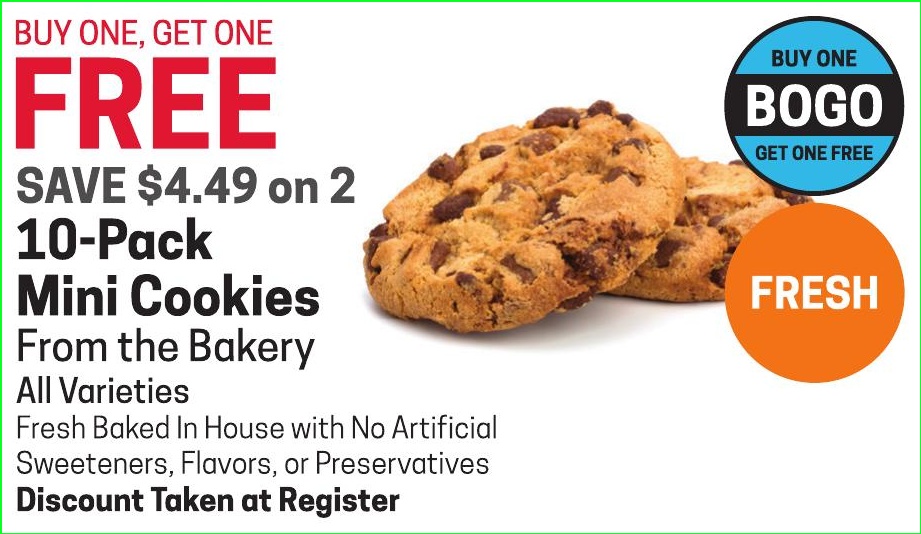 BUY ONE, GET ONE
FREE
SAVE $4.49 on 2
10-Pack
Mini Cookies
From the Bakery
All Varieties
Fresh Baked In House with No Artificial
Sweeteners, Flavors, or Preservatives
Discount Taken at Register
BUY ONE
BOGO
GET ONE FREE
FRESH